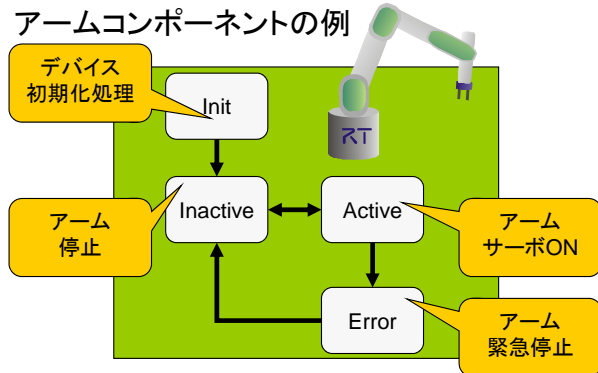 アームコンポーネントの例
デバイス
初期化処理
Init
RT
アーム
停止
Inactive
Active
アーム
サーボON
Error
アーム
緊急停止